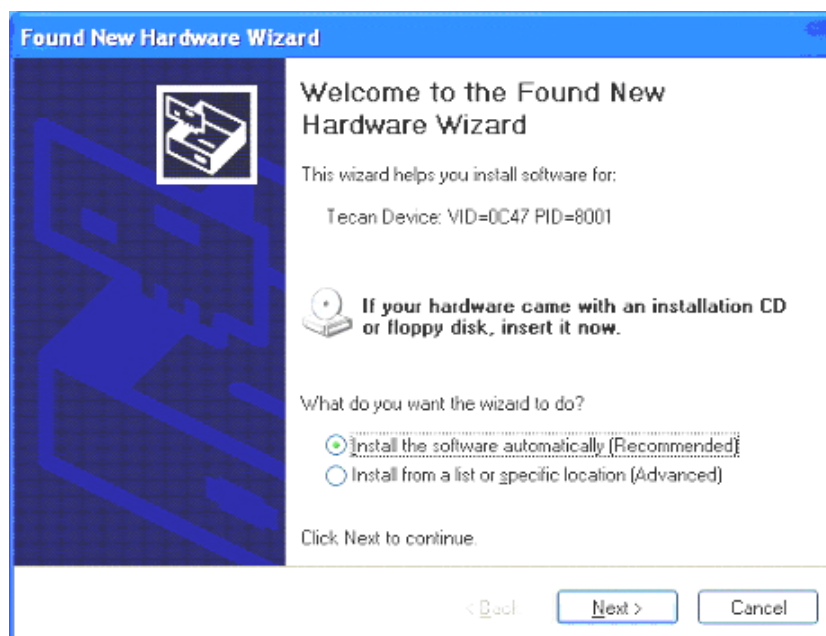 Found New Hardware Wizard
Welcome to the Found New
Hardware Wizard
This wizard helps you install software for:
Tecan Device: VID=0C47 PID=8001
If your hardware came with an installation CD
or floppy disk, insert it now.
What do you want the wizard to do?
Install the software automatically (Recommended)
Install from a list or specific location (Advanced)
Click Next to continue.
< Back Next > Cancel